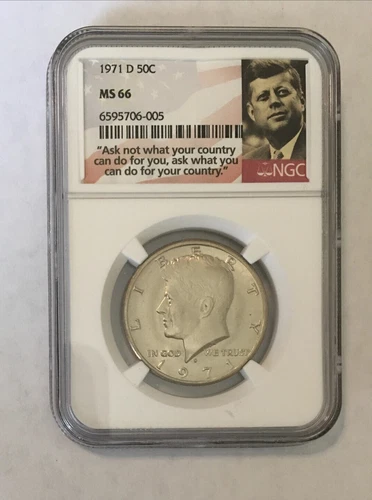 1971 D 50C
MS 66
6595706-005
"Ask not what your country
can do for you, ask what you
can do for your country."
NGC
LIBERTY
IN GOD WE TRUST
D
1971